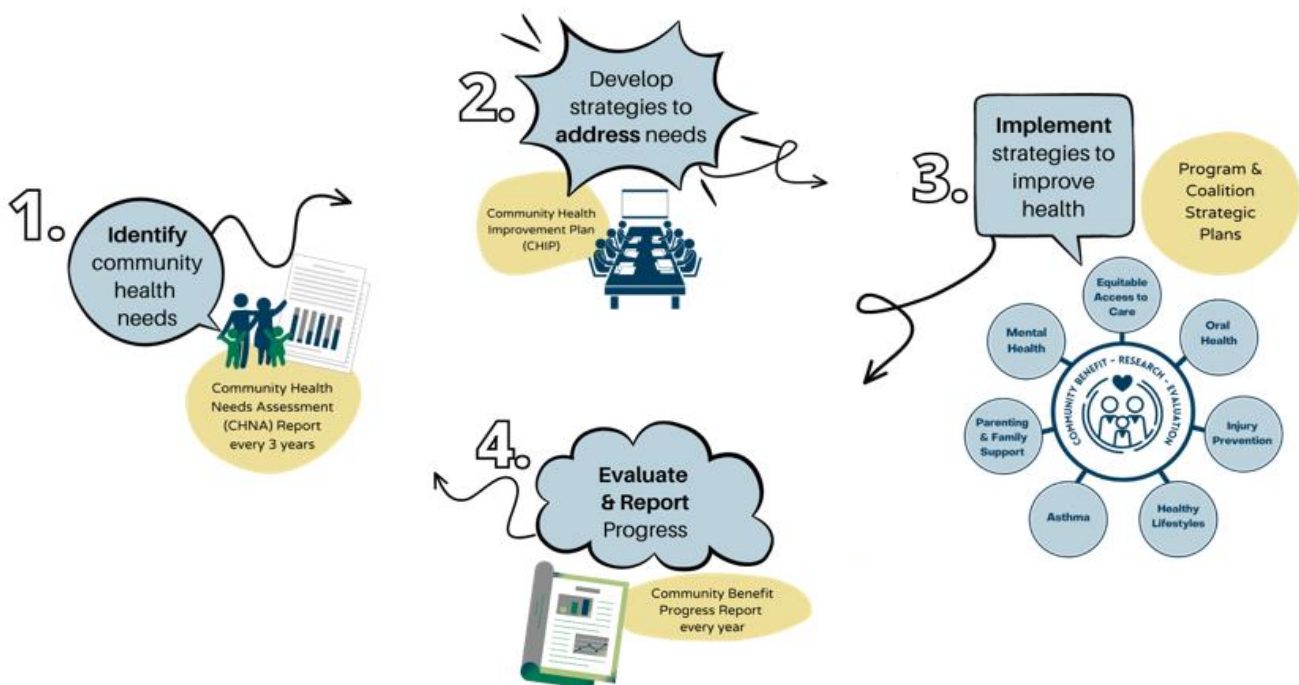 1.
Identify
community
health
needs
Community Health
Needs Assessment
(CHNA) Report
every 3 years
2.
Develop
strategies to
address needs
Community Health
Improvement Plan
(CHIP)
3.
Implement
strategies to
improve
health
Program &
Coalition
Strategic
Plans
Equitable
Access to
Care
Oral
Health
Injury
Prevention
Healthy
Lifestyles
Asthma
Parenting
& Family
Support
Mental
Health
COMMUNITY BENEFIT - RESEARCH - EVALUATION
4.
Evaluate
& Report
Progress
Community Benefit
Progress Report
every year